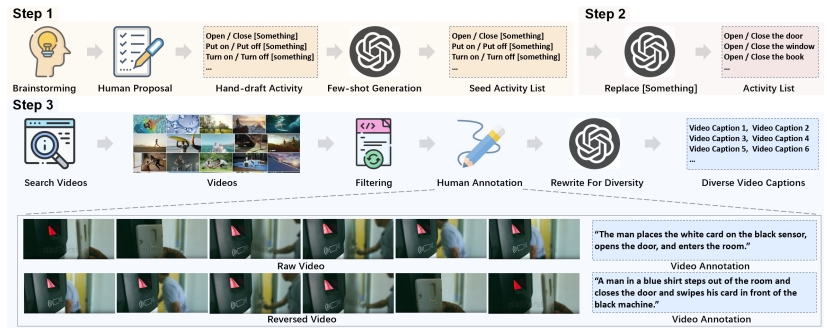 Step 1
Step 2
Open / Close [Something]
Put on / Put off [Something]
Turn on / Turn off [something]
...
Open / Close [Something]
Put on / Put off [Something]
Turn on / Turn off [something]
...
Open / Close the door
Open / Close the window
Open / Close the book
...
Brainstorming
Human Proposal
Hand-draft Activity
Few-shot Generation
Seed Activity List
Replace [Something]
Activity List
Step 3
Video Caption 1, Video Caption 2
Video Caption 3, Video Caption 4
Video Caption 5, Video Caption 6
...
Search Videos
Videos
Filtering
Human Annotation
Rewrite For Diversity
Diverse Video Captions
“The man places the white card on the black sensor,
opens the door, and enters the room.”
Raw Video
Video Annotation
“A man in a blue shirt steps out of the room and
closes the door and swipes his card in front of the
black machine.”
Reversed Video
Video Annotation